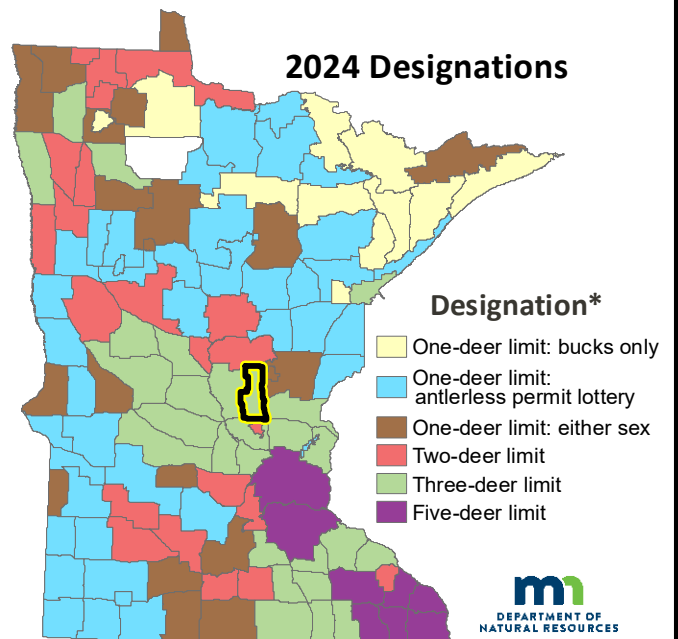 2024 Designations
Designation*
One-deer limit: bucks only
One-deer limit:
antlerless permit lottery
One-deer limit: either sex
Two-deer limit
Three-deer limit
Five-deer limit
mn
DEPARTMENT OF
NATURAL RESOURCES